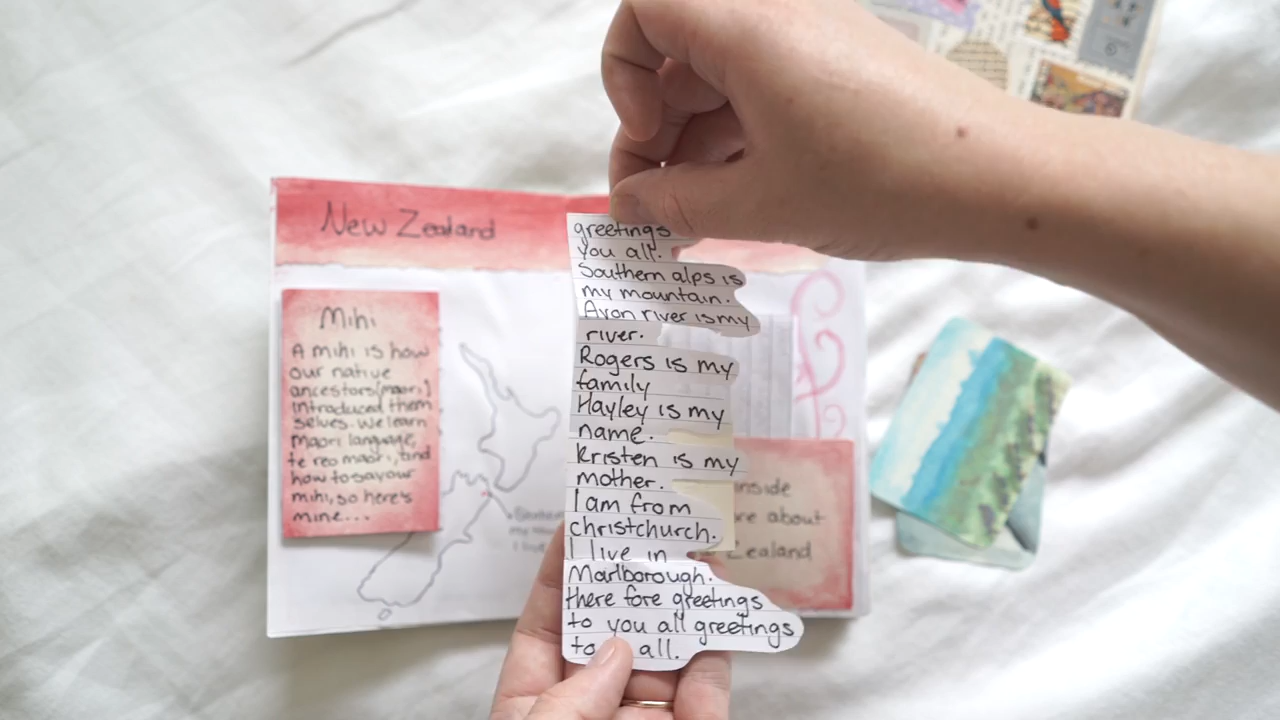 New Zealand
Mihi
A mihi is how
our native
ancestors(maori)
introduced them
selves. We learn
maori language,
te reo maori, and
how to say our
mihi, so here's
mine...
greetings
you all.
Southern alps is
my mountain.
Avon river is my
river.
Rogers is my
family
Hayley is my
name.
Kristen is my
mother.
I am from
christchurch.
I live in
Marlborough.
there fore greetings
to you all greetings
to all.
inside
about
Zealand